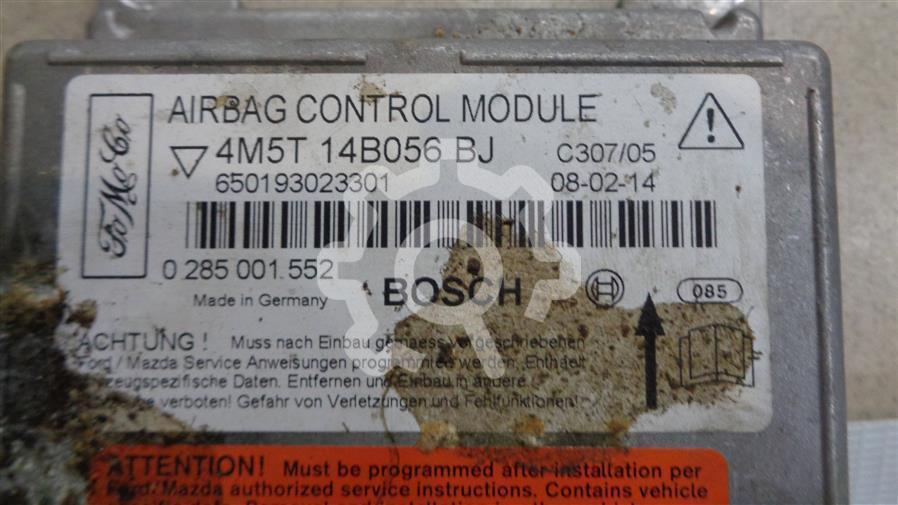 FoMoCo
AIRBAG CONTROL MODULE
4M5T 14B056 BJ C307/05
650193023301 08-02-14
0 285 001 552 BOSCH 085
Made in Germany
ACHTUNG ! Muss nach Einbau gemaess vorgeschriebenen
Ford / Mazda Service Anweisungen programmiert werden. Enthaelt
spezifische Daten. Entfernen und Einbau in andere
verboten! Gefahr von Verletzungen und Fehlfunktionen!
ATTENTION! Must be programmed after installation per
Ford/Mazda authorized service instructions. Contains vehicle